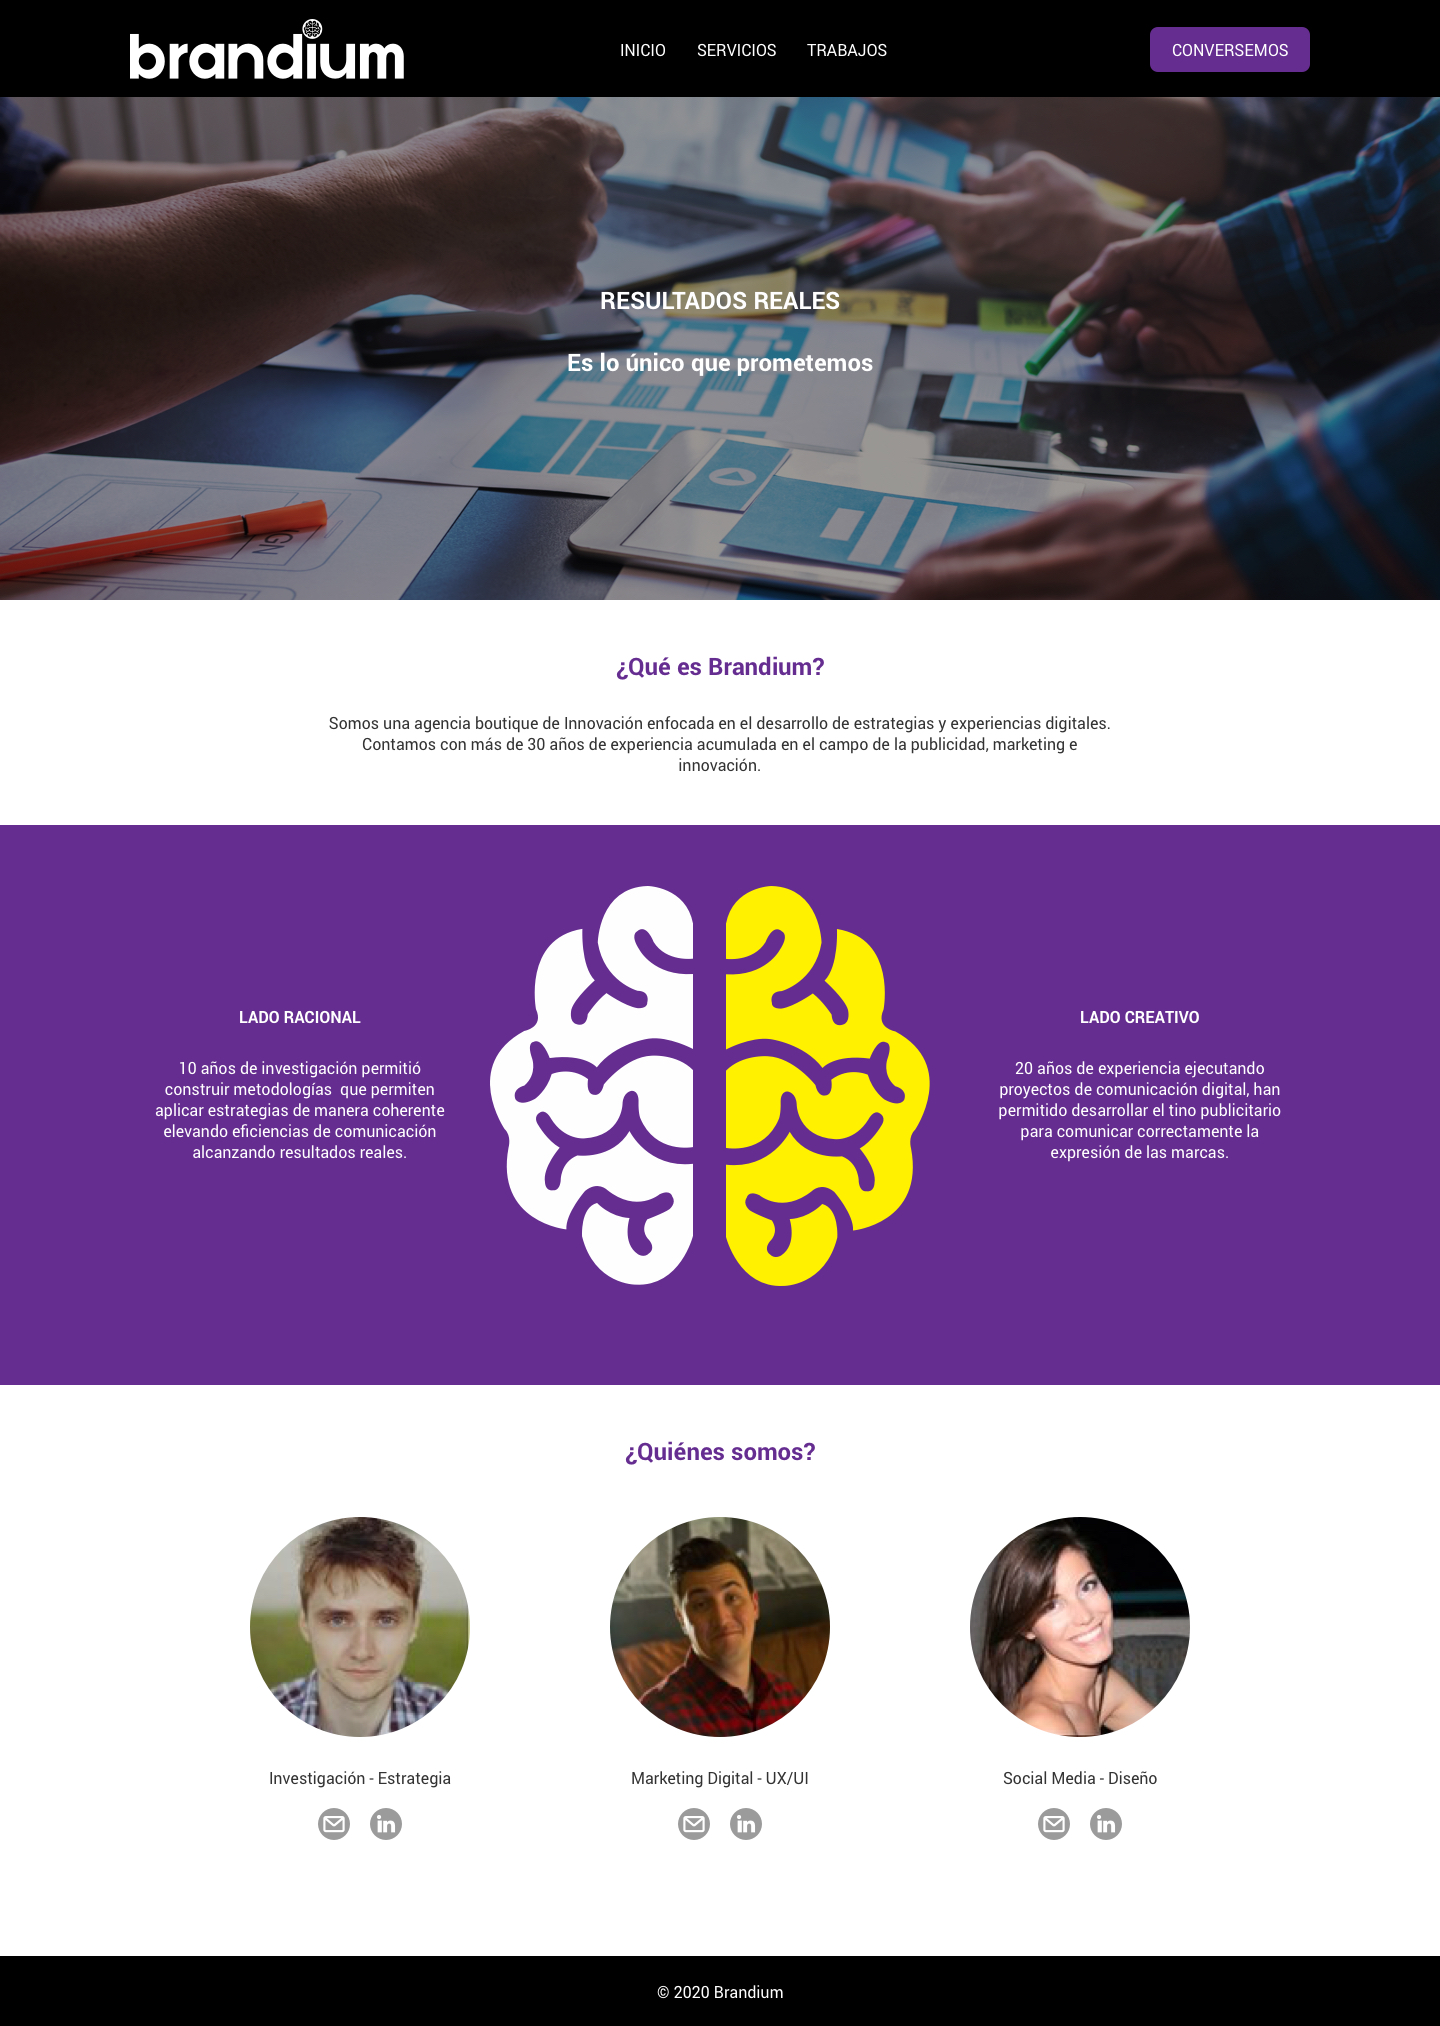 brandium
INICIO
SERVICIOS
TRABAJOS
CONVERSEMOS
RESULTADOS REALES
Es lo único que prometemos
GN
¿Qué es Brandium?
Somos una agencia boutique de Innovación enfocada en el desarrollo de estrategias y experiencias digitales.
Contamos con más de 30 años de experiencia acumulada en el campo de la publicidad, marketing e
innovación.
LADO RACIONAL
10 años de investigación permitió
construir metodologías  que permiten
aplicar estrategias de manera coherente
elevando eficiencias de comunicación
alcanzando resultados reales.
LADO CREATIVO
20 años de experiencia ejecutando
proyectos de comunicación digital, han
permitido desarrollar el tino publicitario
para comunicar correctamente la
expresión de las marcas.
¿Quiénes somos?
Investigación - Estrategia
in
Marketing Digital - UX/UI
in
Social Media - Diseño
in
© 2020 Brandium